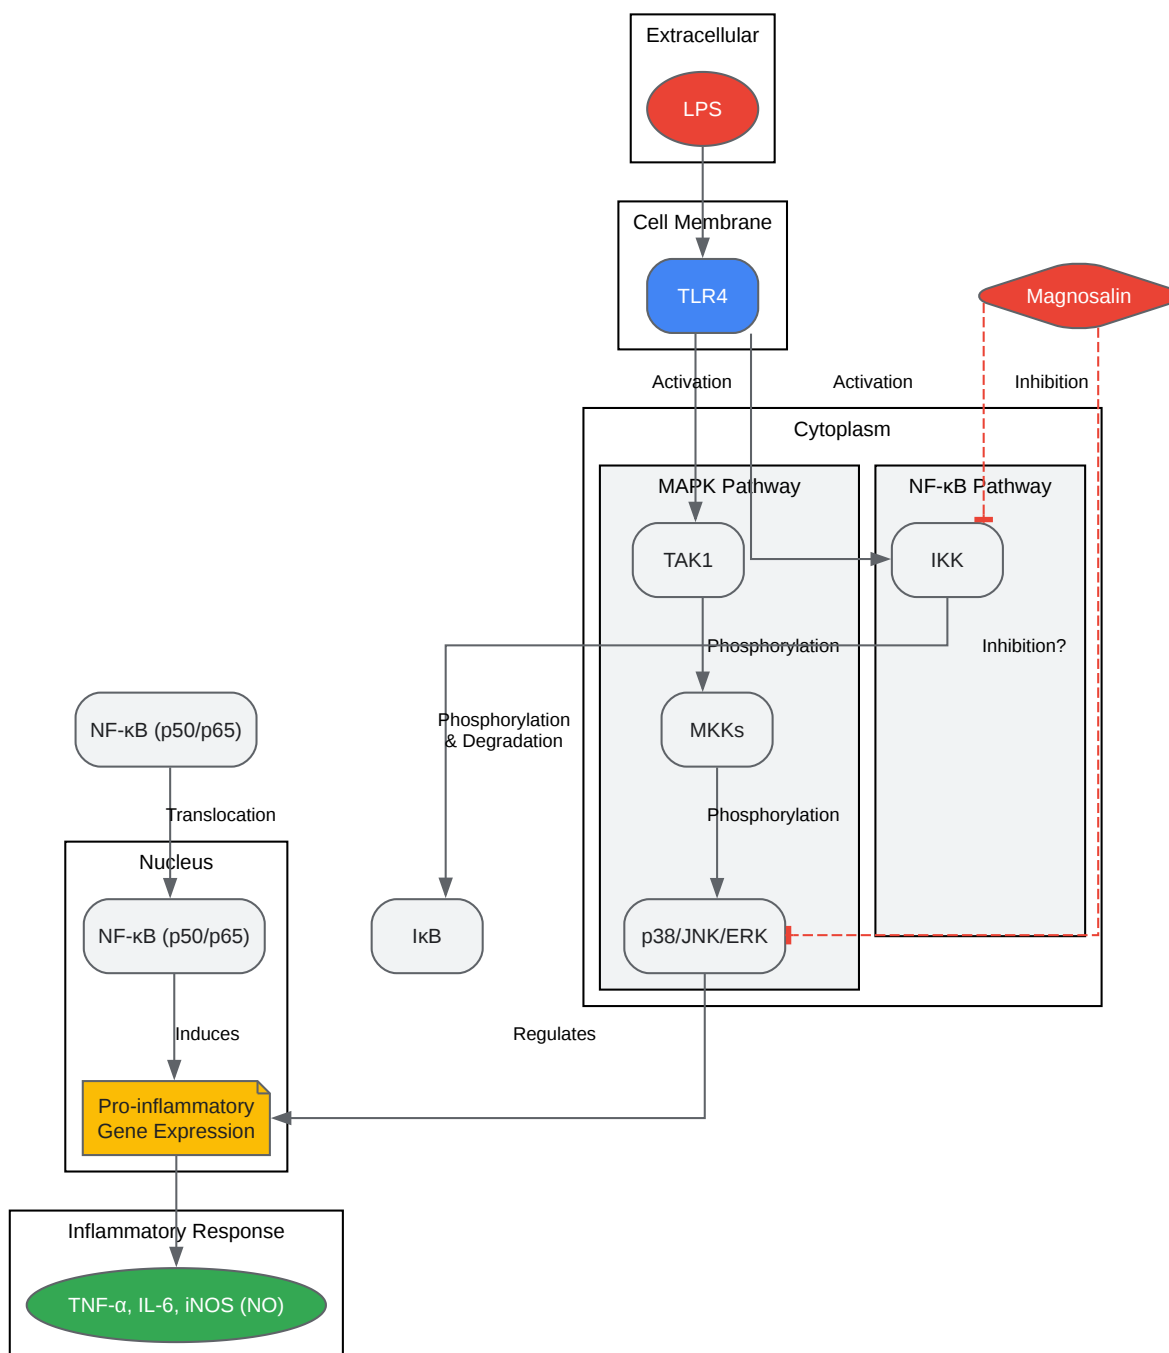 Extracellular
LPS
Cell Membrane
TLR4
Magnosalin
Activation
Activation
Inhibition
Cytoplasm
MAPK Pathway
NF-κB Pathway
TAK1
IKK
Phosphorylation
Inhibition?
NF-κB (p50/p65)
Phosphorylation
& Degradation
MKKs
Translocation
Phosphorylation
Nucleus
NF-κB (p50/p65)
IκB
p38/JNK/ERK
Induces
Regulates
Pro-inflammatory
Gene Expression
Inflammatory Response
TNF-α, IL-6, iNOS (NO)